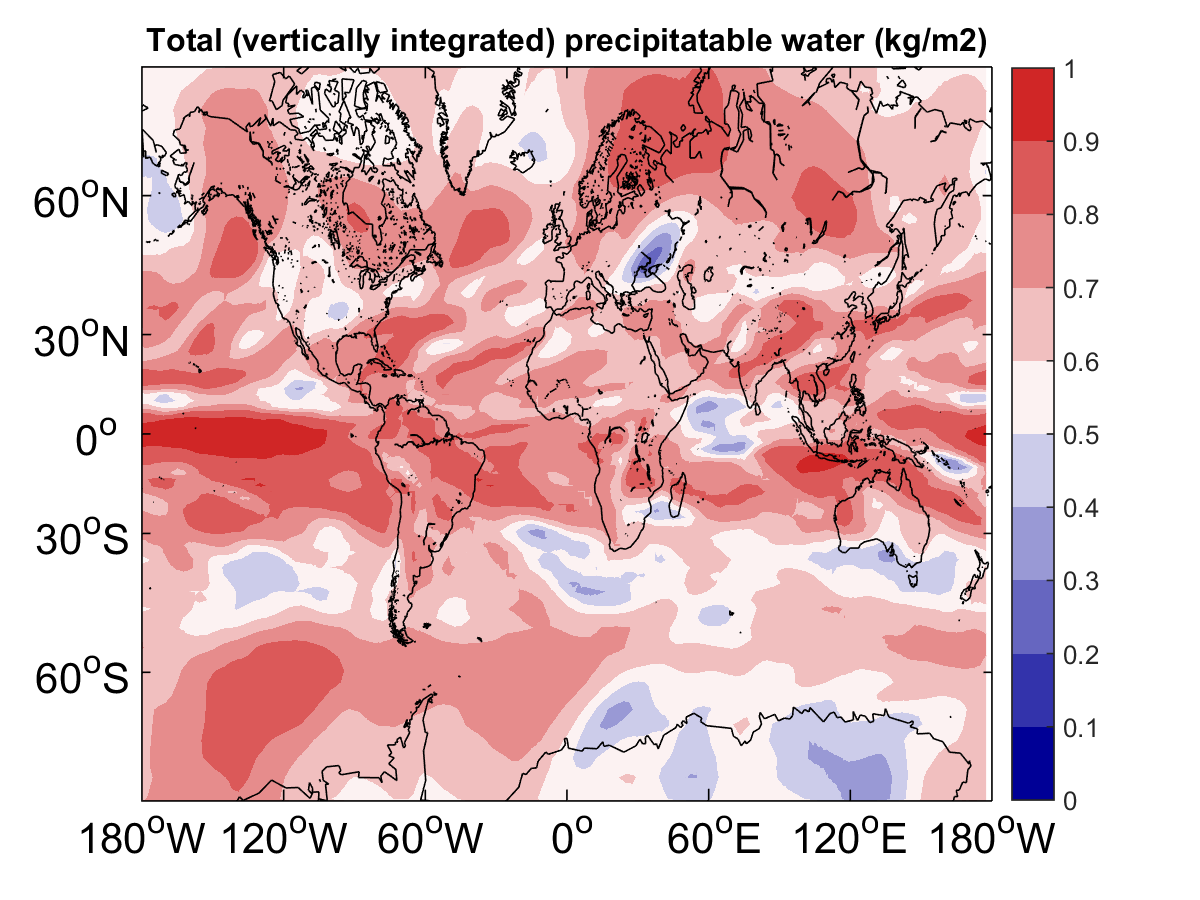 Total (vertically integrated) precipitatable water (kg/m2)
60°N
30°N
0°
30°S
60°S
180°W 120°W 60°W 0° 60°E 120°E 180°W
1
0.9
0.8
0.7
0.6
0.5
0.4
0.3
0.2
0.1
0